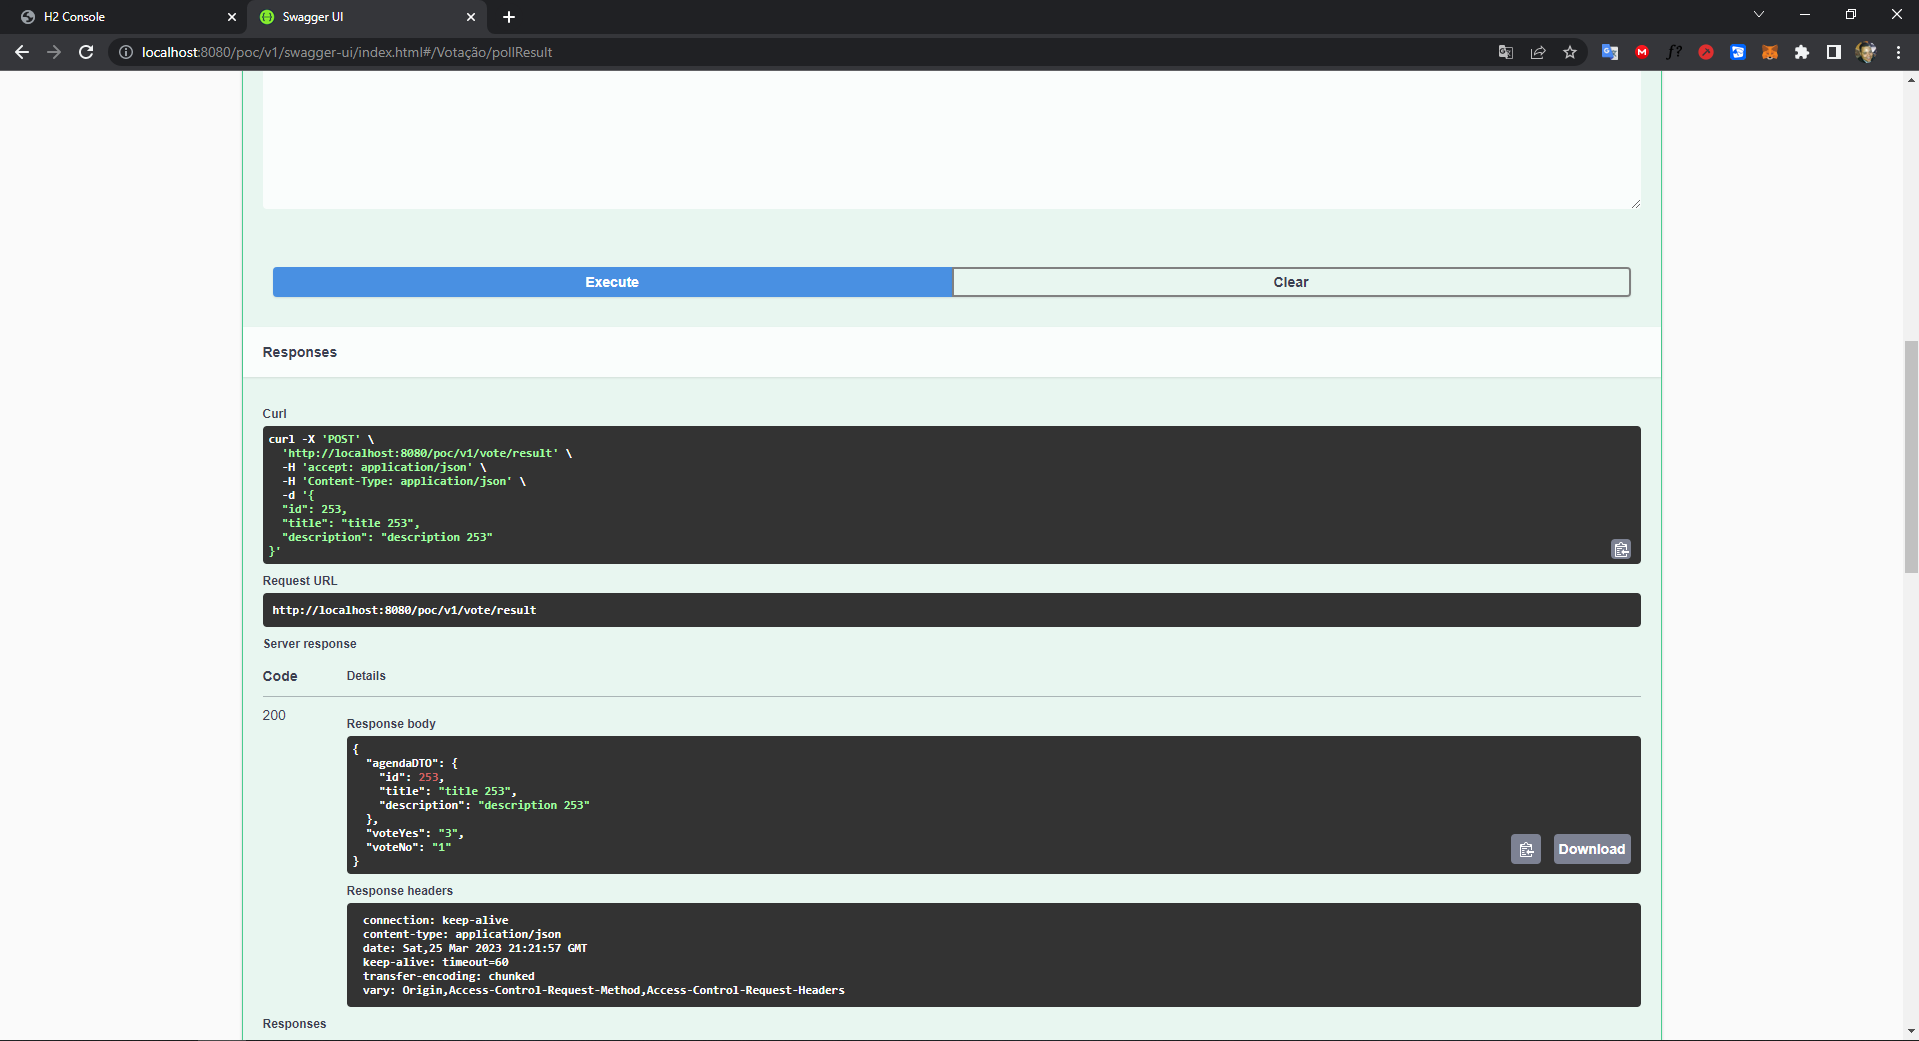 H2 Console
Swagger UI
localhost:8080/poc/v1/swagger-ui/index.html#/Votação/pollResult
Execute
Clear
Responses
Curl
curl -X 'POST' \
'http://localhost:8080/poc/v1/vote/result' \
-H 'accept: application/json' \
-H 'Content-Type: application/json' \
-d '{
"id": 253,
"title": "title 253",
"description": "description 253"
}'
Request URL
http://localhost:8080/poc/v1/vote/result
Server response
Code Details
200
Response body
{
"agendaDTO": {
"id": 253,
"title": "title 253",
"description": "description 253"
},
"voteYes": "3",
"voteNo": "1"
}
Download
Response headers
connection: keep-alive
content-type: application/json
date: Sat,25 Mar 2023 21:21:57 GMT
keep-alive: timeout=60
transfer-encoding: chunked
vary: Origin,Access-Control-Request-Method,Access-Control-Request-Headers
Responses